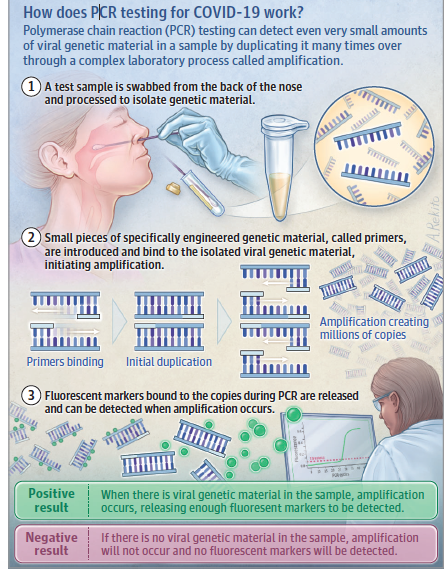 How does PCR testing for COVID-19 work?
Polymerase chain reaction (PCR) testing can detect even very small amounts
of viral genetic material in a sample by duplicating it many times over
through a complex laboratory process called amplification.
1 A test sample is swabbed from the back of the nose
and processed to isolate genetic material.
A.Rekito
2 Small pieces of specifically engineered genetic material, called primers,
are introduced and bind to the isolated viral genetic material,
initiating amplification.
Primers binding
Initial duplication
Amplification creating
millions of copies
3 Fluorescent markers bound to the copies during PCR are released
and can be detected when amplification occurs.
Positive
result
When there is viral genetic material in the sample, amplification
occurs, releasing enough fluoresent markers to be detected.
Negative
result
If there is no viral genetic material in the sample, amplification
will not occur and no fluorescent markers will be detected.